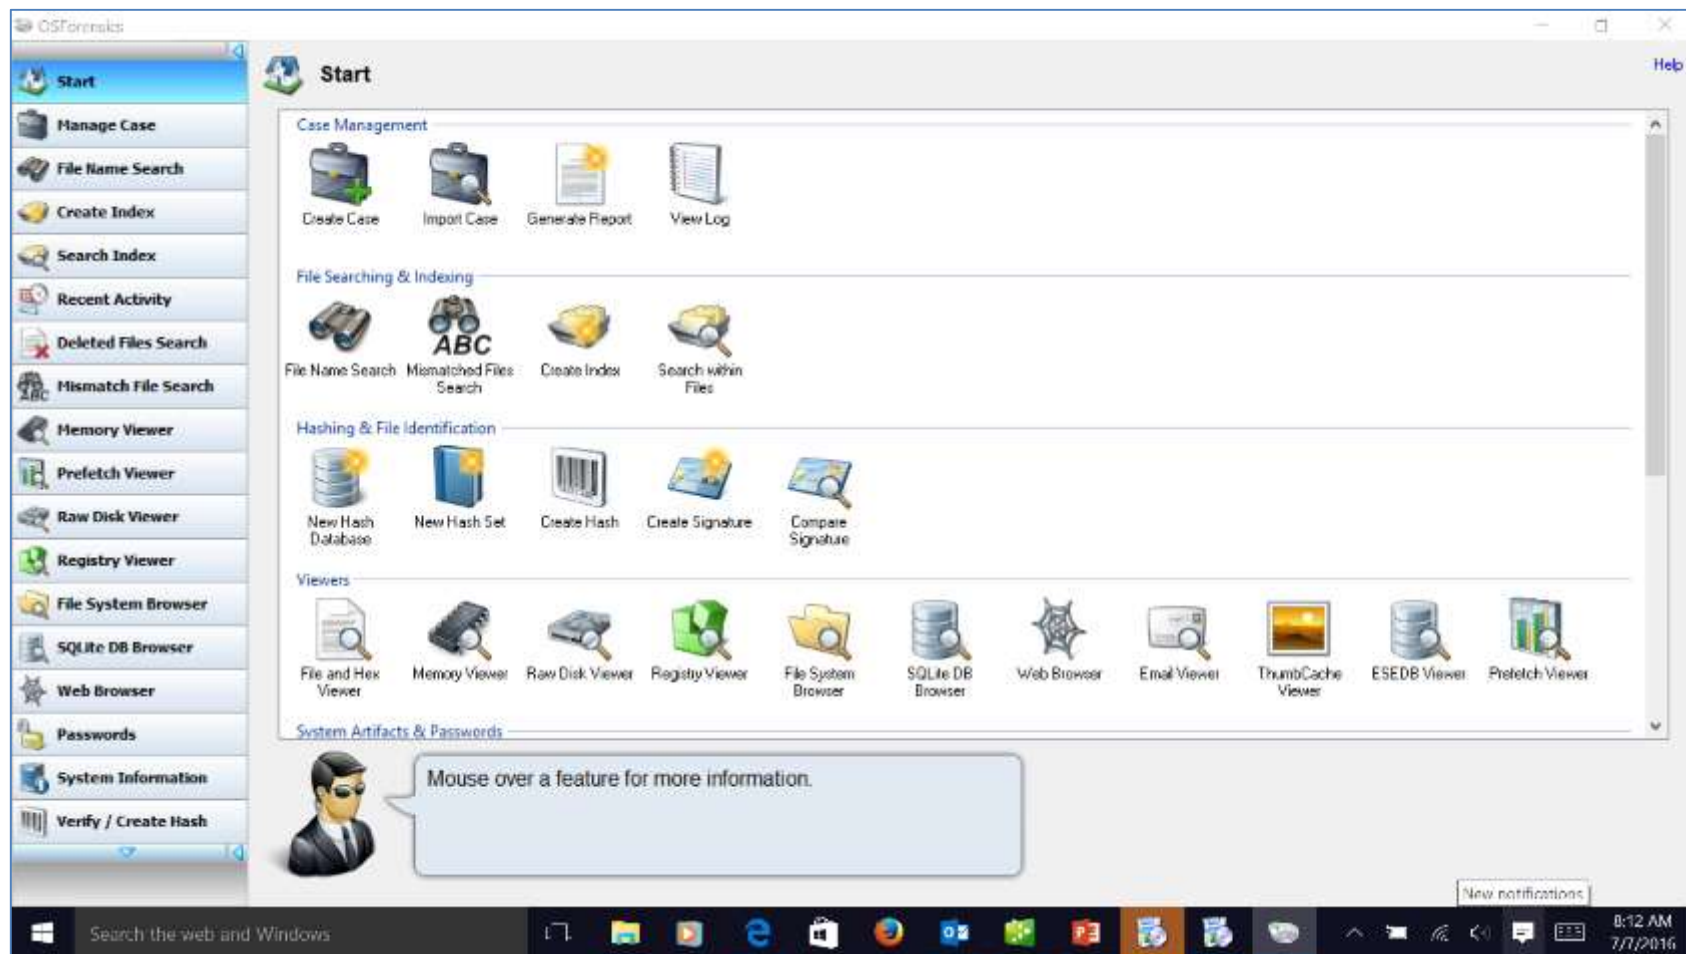 OSForensics
Start
Manage Case
File Name Search
Create Index
Search Index
Recent Activity
Deleted Files Search
Mismatch File Search
Memory Viewer
Prefetch Viewer
Raw Disk Viewer
Registry Viewer
File System Browser
SQLite DB Browser
Web Browser
Passwords
System Information
Verify / Create Hash
Start
Help
Case Management
Create Case
Import Case
Generate Report
View Log
File Searching & Indexing
ABC
File Name Search
Mismatched Files
Search
Create Index
Search within
Files
Hashing & File Identification
New Hash
Database
New Hash Set
Create Hash
Create Signature
Compare
Signature
Viewers
File and Hex
Viewer
Memory Viewer
Raw Disk Viewer
Registry Viewer
File System
Browser
SQLite DB
Browser
Web Browser
Email Viewer
ThumbCache
Viewer
ESEDB Viewer
Prefetch Viewer
System Artifacts & Passwords
Mouse over a feature for more information.
New notifications
Search the web and Windows
8:12 AM
7/7/2016